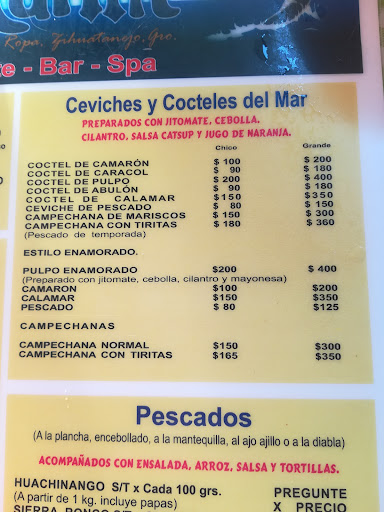 Ropa, Zihuatanejo, Gro.
- Bar - Spa
Ceviches y Cocteles del Mar
PREPARADOS CON JITOMATE, CEBOLLA.
CILANTRO, SALSA CATSUP Y JUGO DE NARANJA.
Chico Grande
COCTEL DE CAMARÓN $ 100 $ 200
COCTEL DE CARACOL $ 90 $ 180
COCTEL DE PULPO $ 200 $ 400
COCTEL DE ABULÓN $ 90 $ 180
COCTEL DE CALAMAR $150 $350
CEVICHE DE PESCADO $ 80 $ 150
CAMPECHANA DE MARISCOS $ 150 $ 300
CAMPECHANA CON TIRITAS $ 180 $ 360
(Pescado de temporada)
ESTILO ENAMORADO.
PULPO ENAMORADO $200 $ 400
(Preparado con jitomate, cebolla, cilantro y mayonesa)
CAMARON $100 $200
CALAMAR $150 $350
PESCADO $ 80 $125
CAMPECHANAS
CAMPECHANA NORMAL $150 $300
CAMPECHANA CON TIRITAS $165 $350
Pescados
(A la plancha, encebollado, a la mantequilla, al ajo ajillo o a la diabla)
ACOMPAÑADOS CON ENSALADA, ARROZ, SALSA Y TORTILLAS.
HUACHINANGO S/T x Cada 100 grs. PREGUNTE
(A partir de 1 kg. incluye papas) X PRECIO
SIERRA